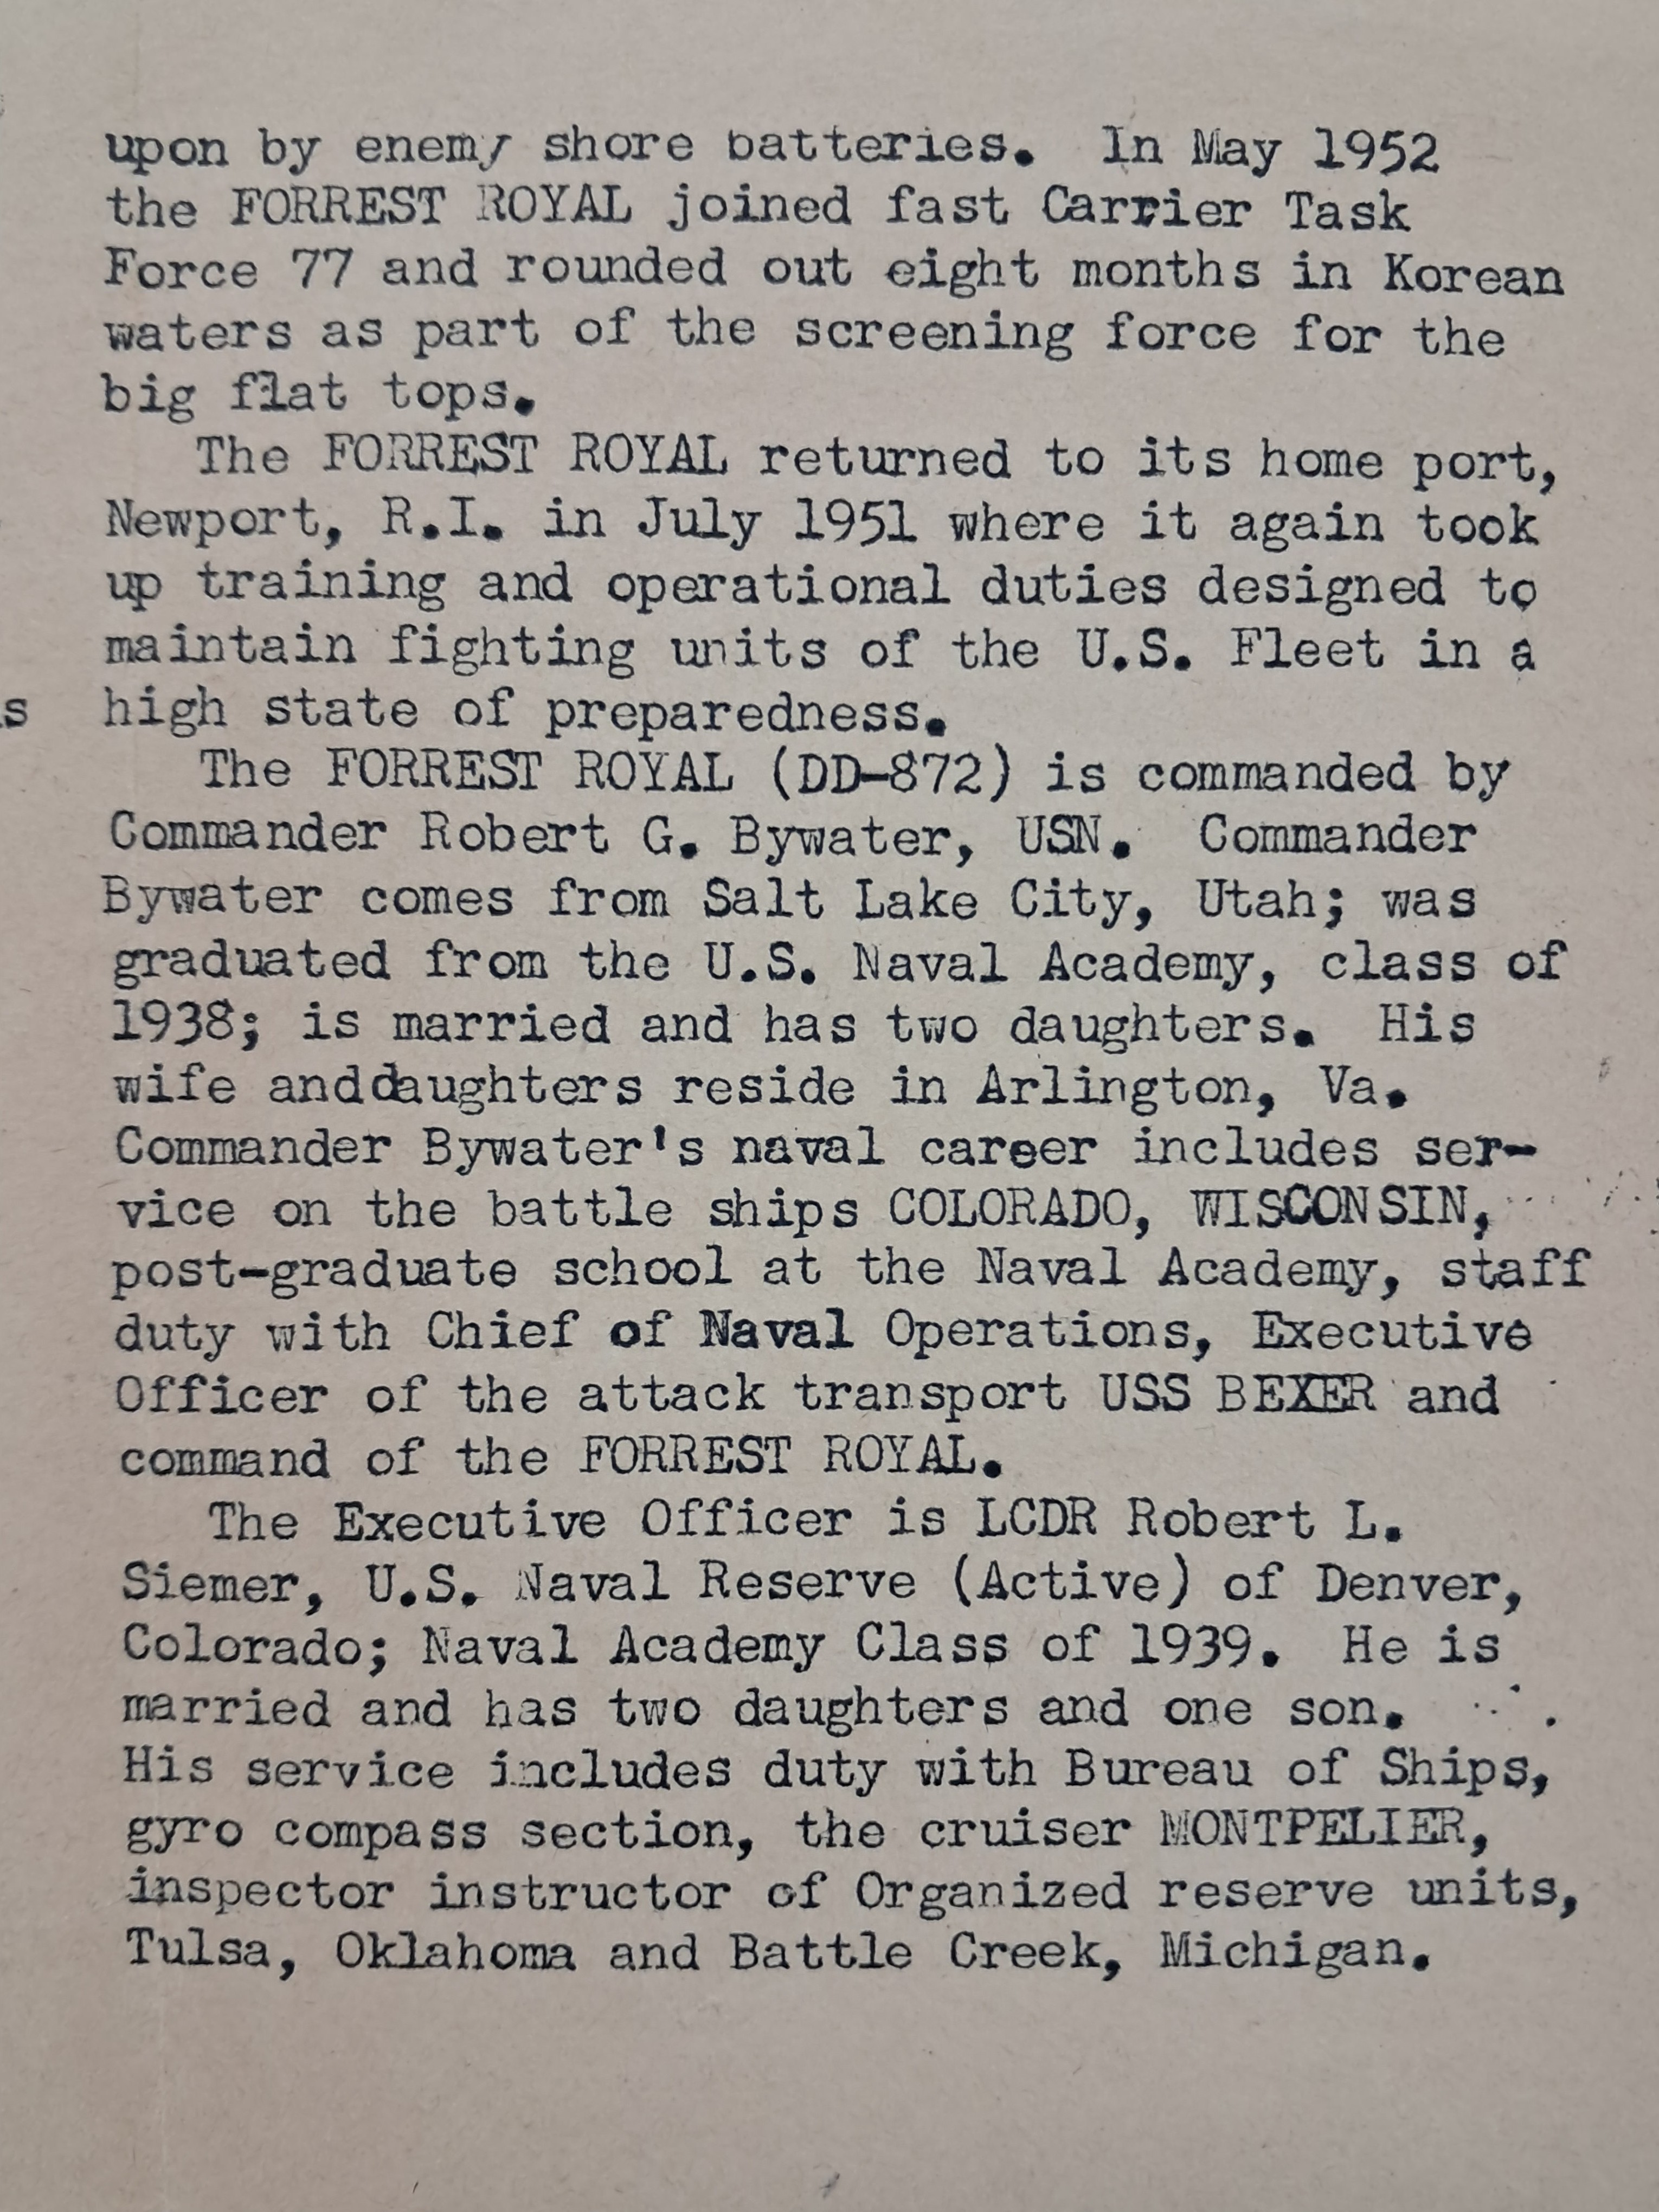 upon by enemy shore batteries. In May 1952
the FORREST ROYAL joined fast Carrier Task
Force 77 and rounded out eight months in Korean
waters as part of the screening force for the
big flat tops.
The FORREST ROYAL returned to its home port,
Newport, R.I. in July 1951 where it again took
up training and operational duties designed to
maintain fighting units of the U.S. Fleet in a
high state of preparedness.
The FORREST ROYAL (DD-872) is commanded by
Commander Robert G. Bywater, USN. Commander
Bywater comes from Salt Lake City, Utah; was
graduated from the U.S. Naval Academy, class of
1938; is married and has two daughters. His
wife anddaughters reside in Arlington, Va.
Commander Bywater's naval career includes ser-
vice on the battle ships COLORADO, WISCONSIN,
post-graduate school at the Naval Academy, staff
duty with Chief of Naval Operations, Executive
Officer of the attack transport USS BEXER and
command of the FORREST ROYAL.
The Executive Officer is LCDR Robert L.
Siemer, U.S. Naval Reserve (Active) of Denver,
Colorado; Naval Academy Class of 1939. He is
married and has two daughters and one son.
His service includes duty with Bureau of Ships,
gyro compass section, the cruiser MONTPELIER,
inspector instructor of Organized reserve units,
Tulsa, Oklahoma and Battle Creek, Michigan.